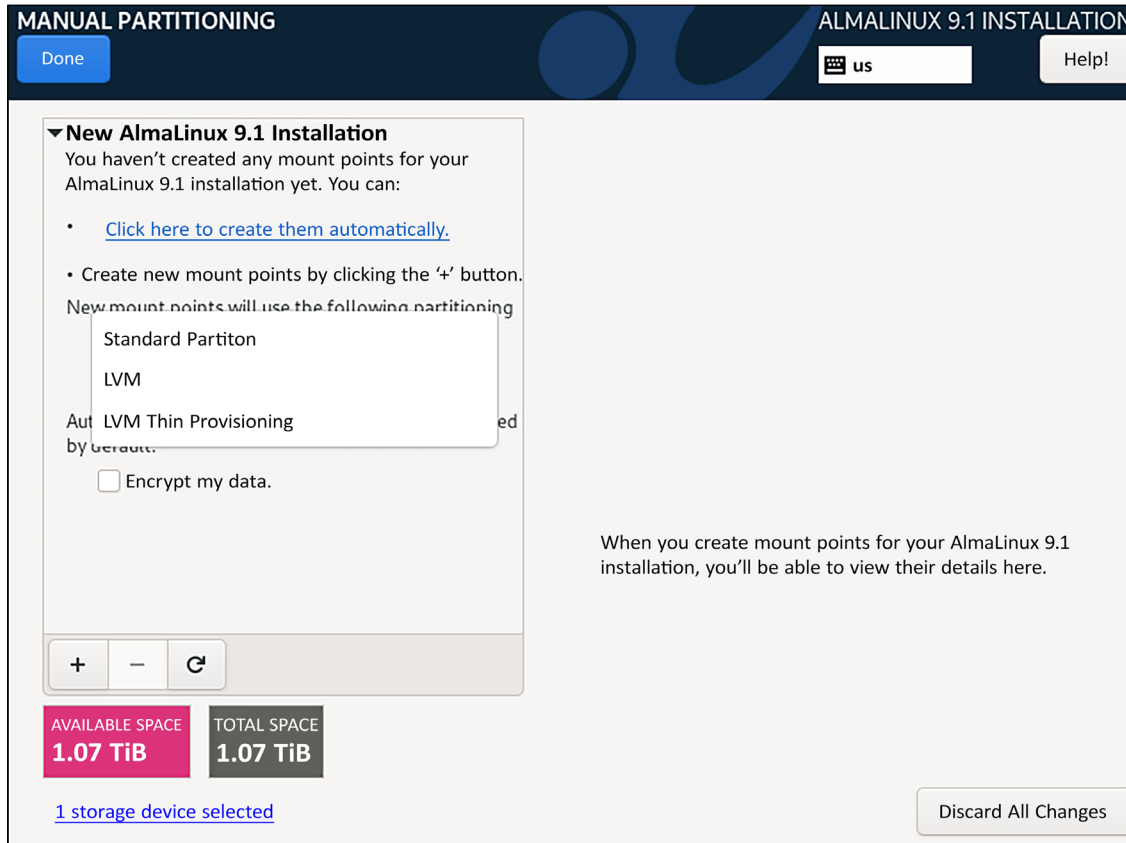 MANUAL PARTITIONING
ALMALINUX 9.1 INSTALLATION
Done
us
Help!
New AlmaLinux 9.1 Installation
You haven’t created any mount points for your
AlmaLinux 9.1 installation yet. You can:
• Click here to create them automatically.
• Create new mount points by clicking the ‘+’ button.
New mount points will use the following partitioning
Standard Partiton
LVM
LVM Thin Provisioning
by default.
Encrypt my data.
When you create mount points for your AlmaLinux 9.1
installation, you’ll be able to view their details here.
+ −
AVAILABLE SPACE
1.07 TiB
TOTAL SPACE
1.07 TiB
1 storage device selected
Discard All Changes